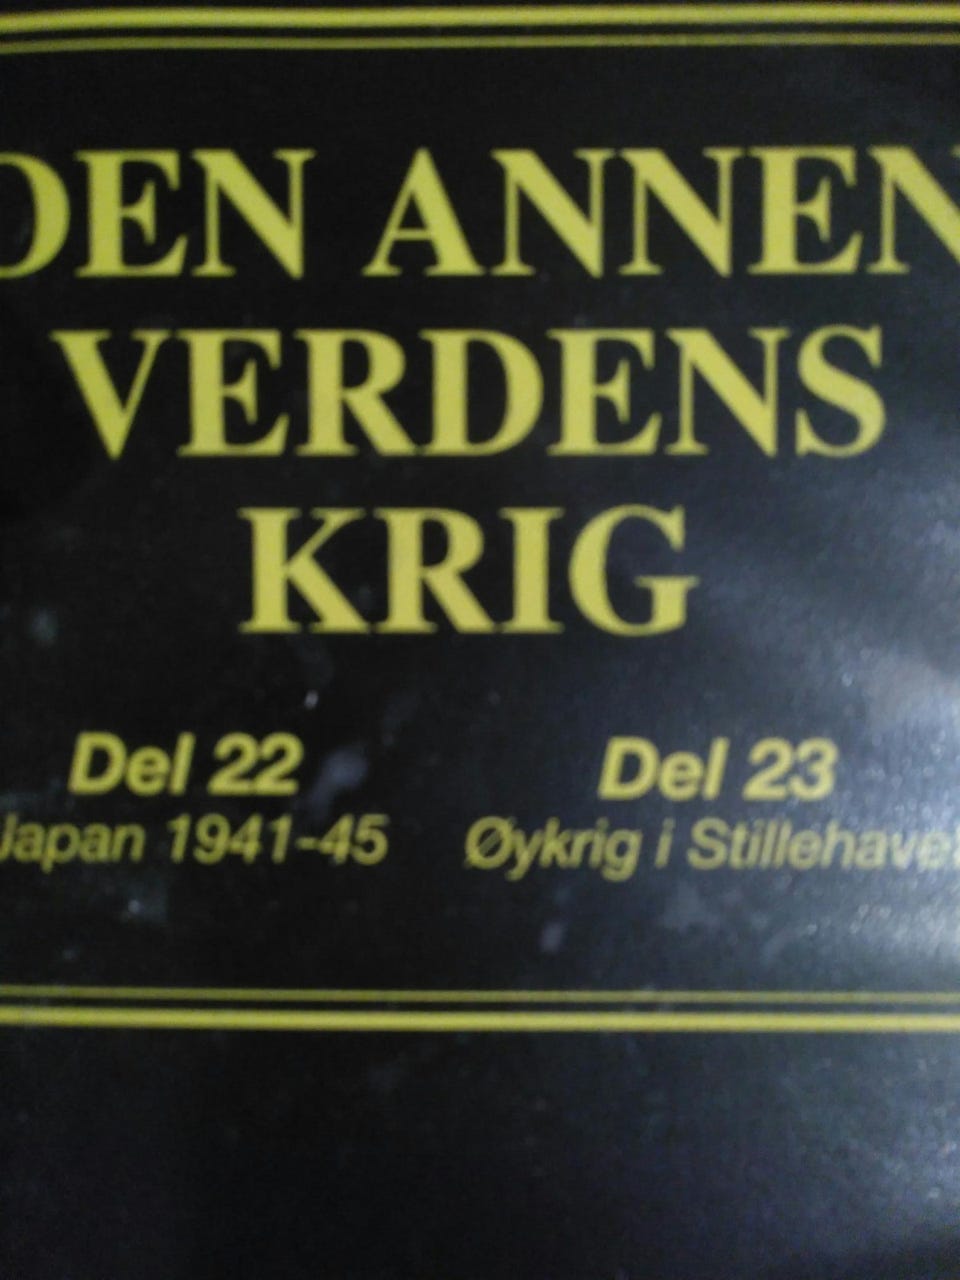 DEN ANNEN
VERDENS
KRIG
Del 22
Japan 1941-45
Del 23
Øykrig i Stillehavet